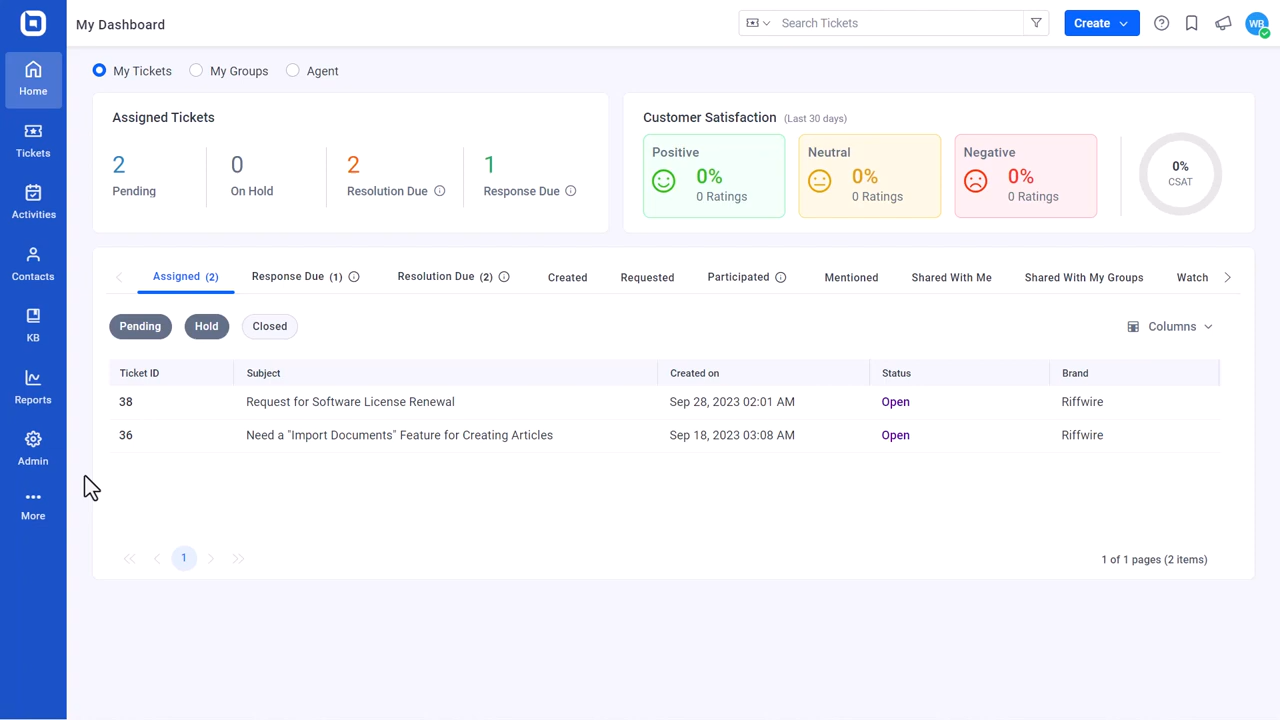 My Dashboard
Search Tickets
Create
WB
Home
Tickets
Activities
Contacts
KB
Reports
Admin
More
My Tickets My Groups Agent
Assigned Tickets
2 0 2 1
Pending On Hold Resolution Due Response Due
Customer Satisfaction (Last 30 days)
Positive
0%
0 Ratings
Neutral
0%
0 Ratings
Negative
0%
0 Ratings
0%
CSAT
Assigned (2) Response Due (1) Resolution Due (2) Created Requested Participated Mentioned Shared With Me Shared With My Groups Watch
Pending Hold Closed Columns
Ticket ID Subject Created on Status Brand
38 Request for Software License Renewal Sep 28, 2023 02:01 AM Open Riffwire
36 Need a "Import Documents" Feature for Creating Articles Sep 18, 2023 03:08 AM Open Riffwire
1 1 of 1 pages (2 items)